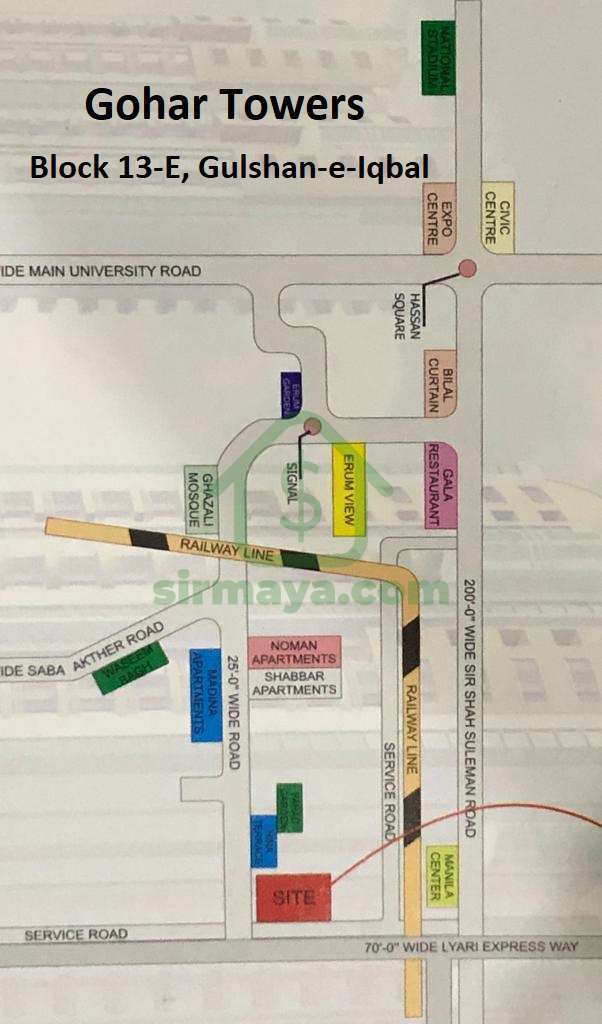 NATIONAL
STADIUM
Gohar Towers
Block 13-E, Gulshan-e-Iqbal
EXPO
CENTRE
CIVIC
CENTRE
IDE MAIN UNIVERSITY ROAD
HASSAN
SQUARE
BILAL
CURTAIN
ERUM
GARDEN
SIGNAL
ERUM VIEW
GALA
RESTAURANT
GHAZALI
MOSQUE
RAILWAY LINE
sirmaya.com
200'-0" WIDE SIR SHAH SULEMAN ROAD
IDE SABA AKTHER ROAD
WASEEM
BAGH
MADINA
APARTMENTS
25'-0" WIDE ROAD
NOMAN
APARTMENTS
SHABBAR
APARTMENTS
RAILWAY LINE
SERVICE ROAD
GARDEN
TERRACE
SITE
MANILA
CENTER
SERVICE ROAD
70'-0" WIDE LYARI EXPRESS WAY